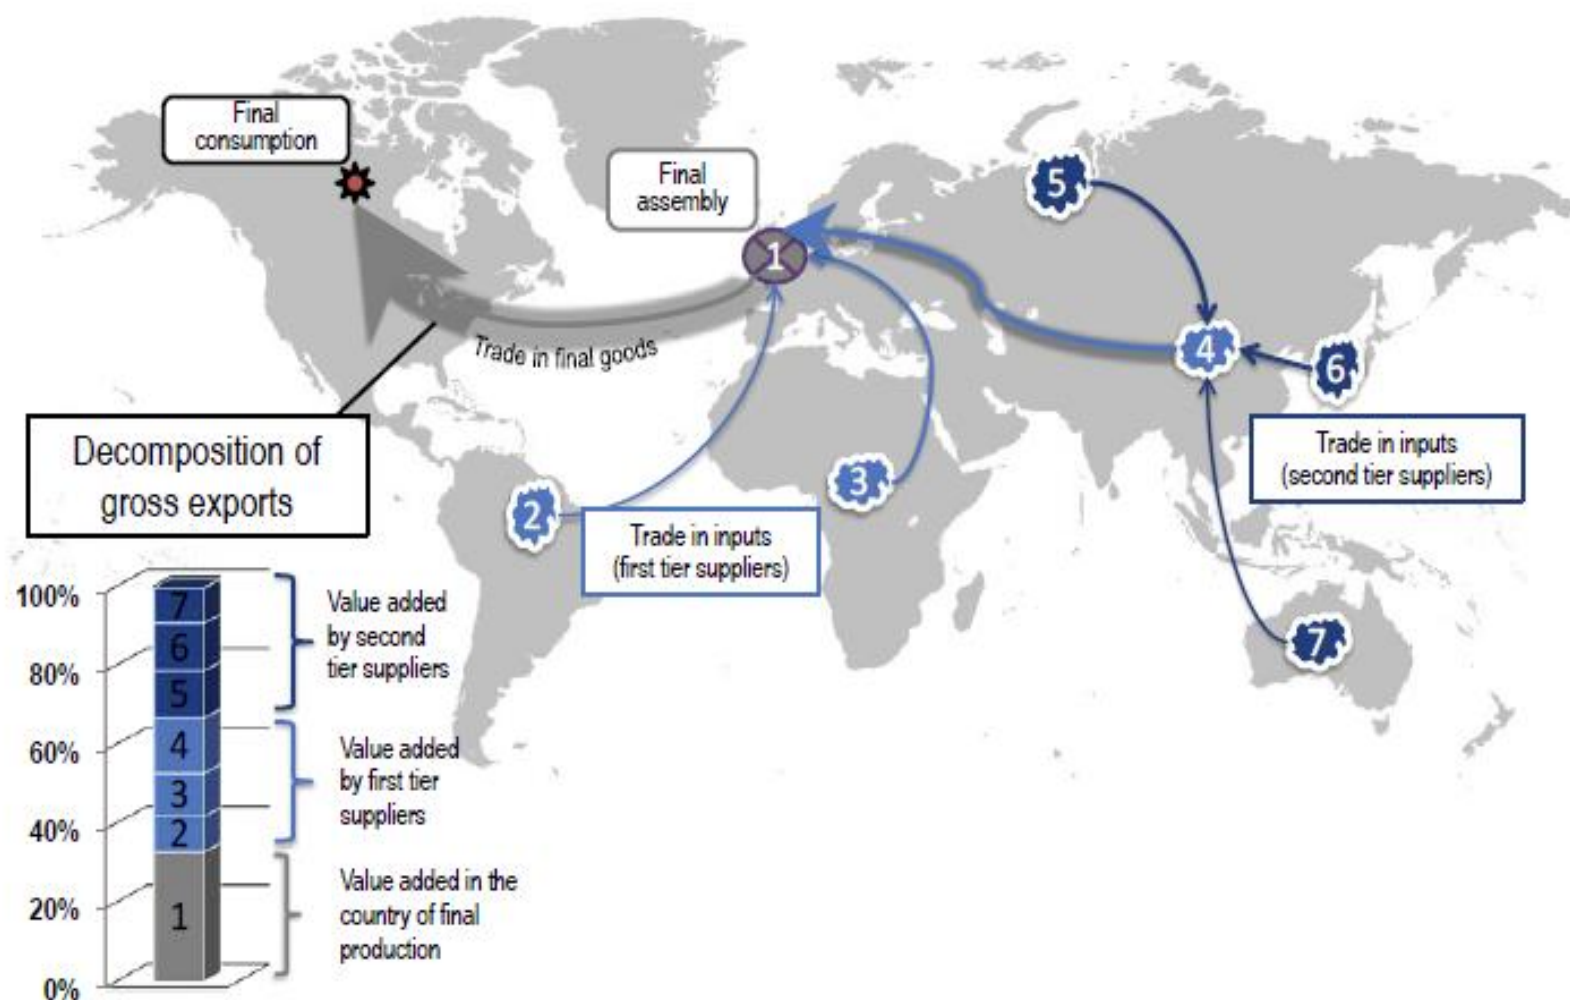 Final
consumption
Final
assembly
1
5
4
6
Trade in final goods
Decomposition of
gross exports
2
3
Trade in inputs
(first tier suppliers)
Trade in inputs
(second tier suppliers)
7
100%
80%
60%
40%
20%
0%
7
6
5
4
3
2
1
Value added
by second
tier suppliers
Value added
by first tier
suppliers
Value added in the
country of final
production